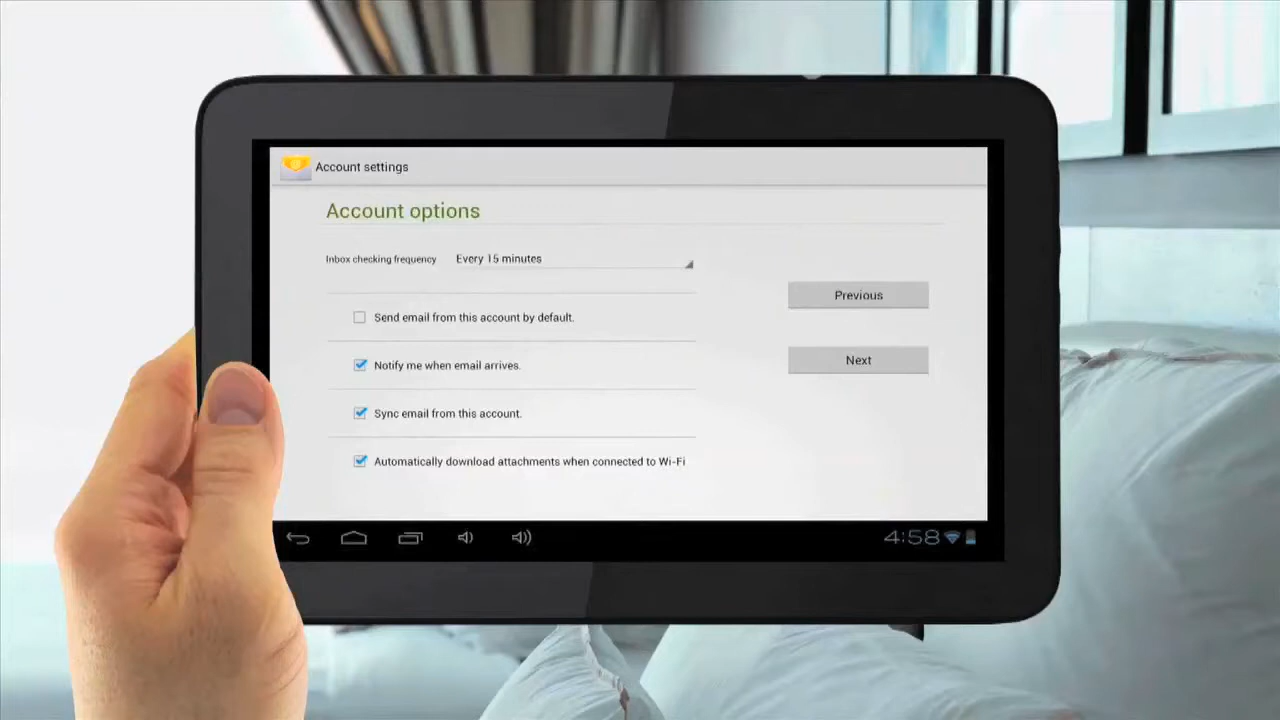 Account settings
Account options
Inbox checking frequency Every 15 minutes
Previous
Send email from this account by default.
Next
Notify me when email arrives.
Sync email from this account.
Automatically download attachments when connected to Wi-Fi
4:58